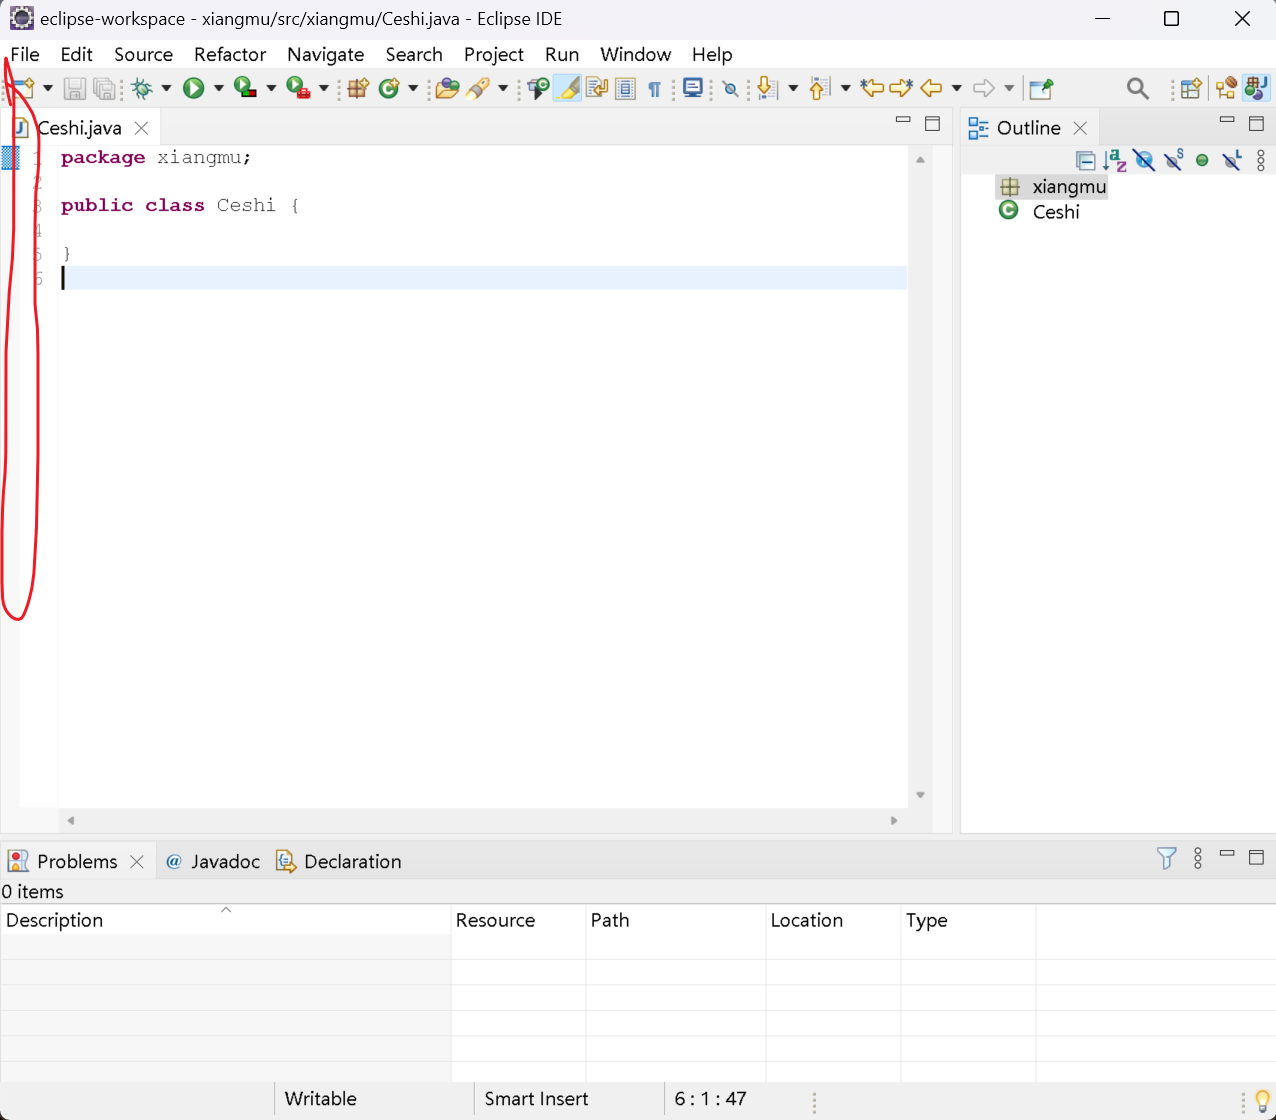 eclipse-workspace - xiangmu/src/xiangmu/Ceshi.java - Eclipse IDE
File Edit Source Refactor Navigate Search Project Run Window Help
Ceshi.java
Outline
1 package xiangmu;
2
3 public class Ceshi {
4
5 }
6
xiangmu
Ceshi
Problems @ Javadoc Declaration
0 items
Description Resource Path Location Type
Writable Smart Insert 6 : 1 : 47